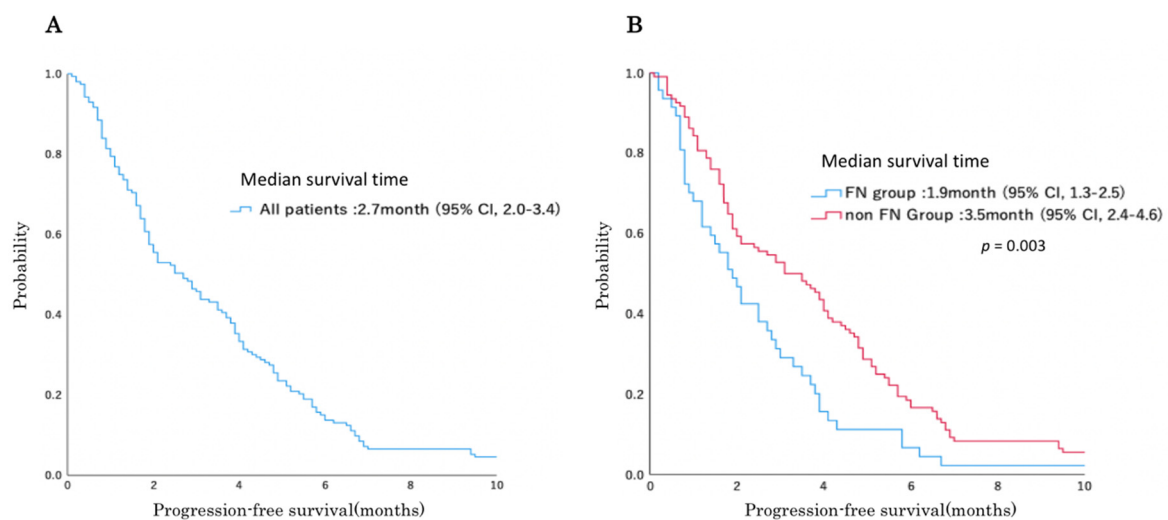 A
1.0
0.8
0.6
0.4
0.2
0.0
Probability
Median survival time
All patients :2.7month (95% CI, 2.0-3.4)
0 2 4 6 8 10
Progression-free survival(months)
B
1.0
0.8
0.6
0.4
0.2
0.0
Probability
Median survival time
FN group :1.9month (95% CI, 1.3-2.5)
non FN Group :3.5month (95% CI, 2.4-4.6)
p = 0.003
0 2 4 6 8 10
Progression-free survival(months)